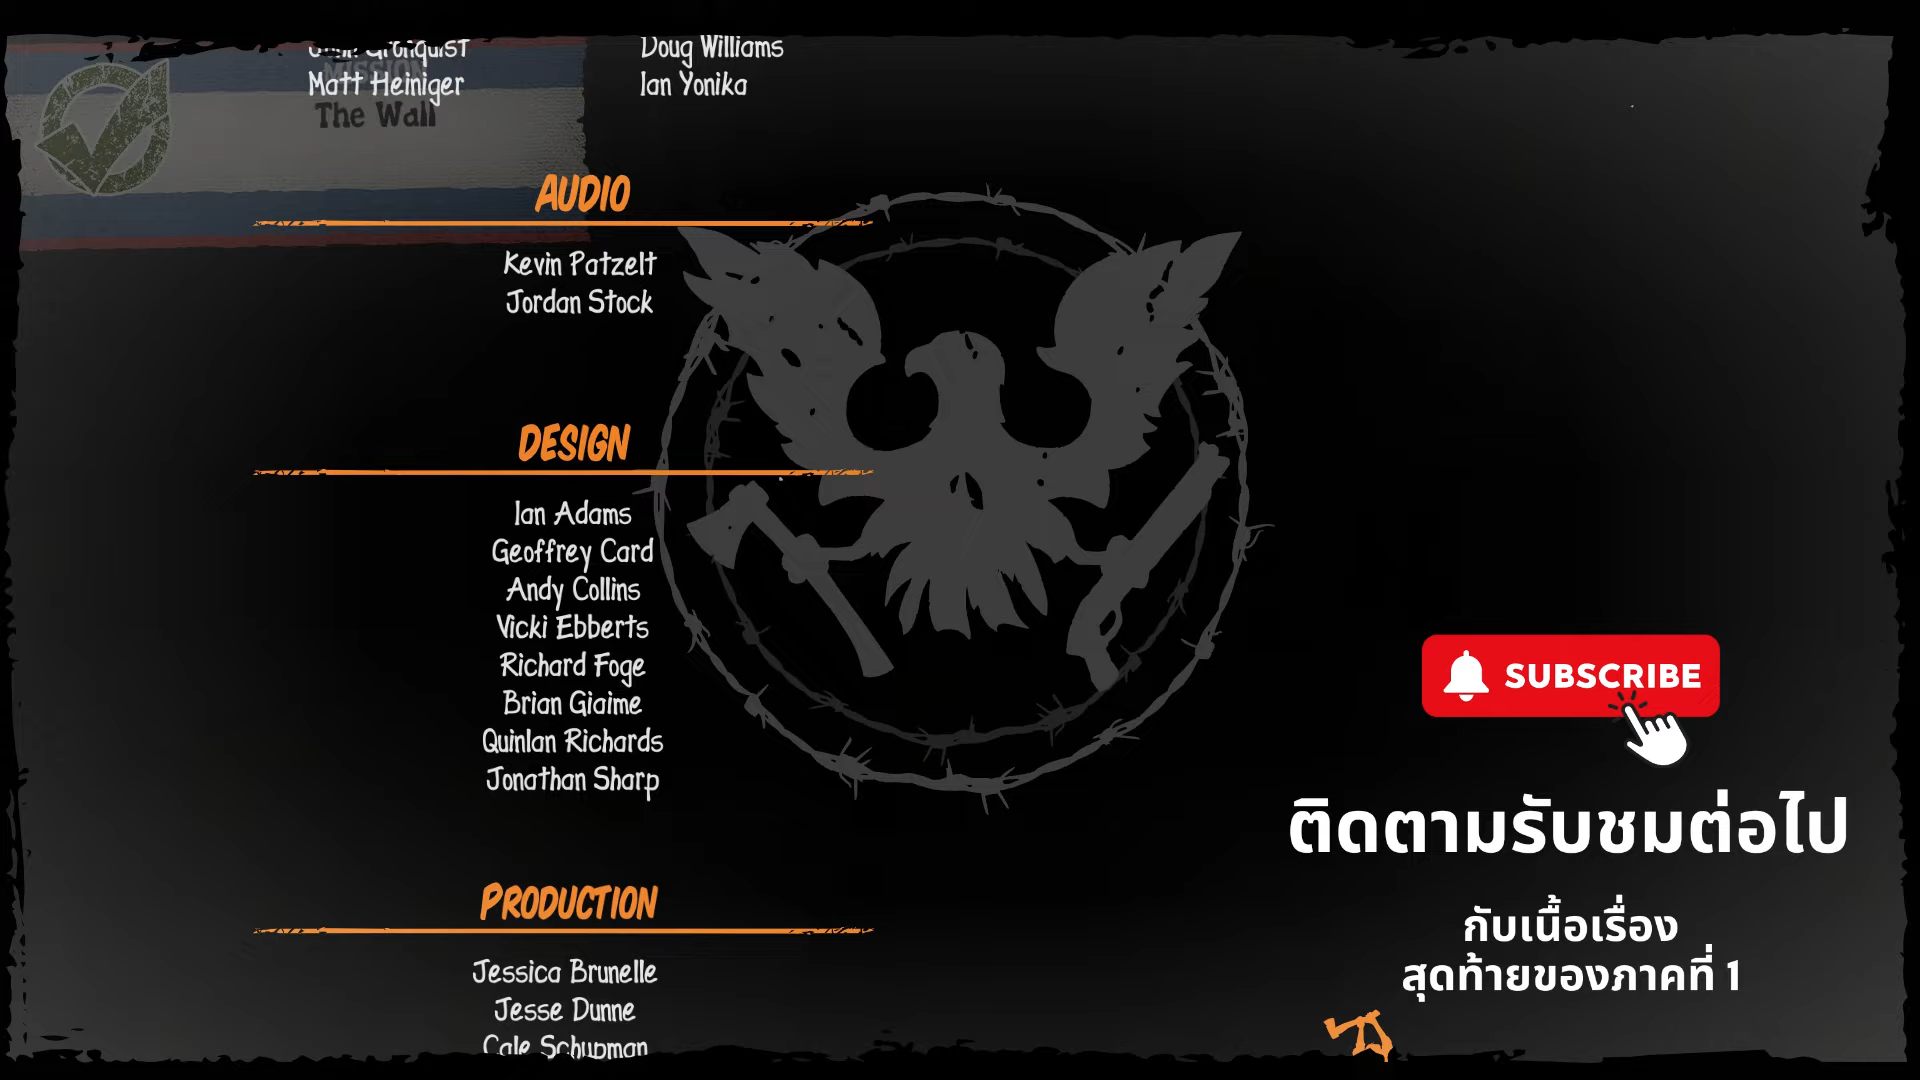 Doug Williams
MISSION
Matt Heiniger
Ian Yonika
The Wall
AUDIO
Kevin Patzelt
Jordan Stock
DESIGN
Ian Adams
Geoffrey Card
Andy Collins
Vicki Ebberts
Richard Foge
Brian Giaime
Quinlan Richards
Jonathan Sharp
PRODUCTION
Jessica Brunelle
Jesse Dunne
Cale Schupman
SUBSCRIBE
ติดตามรับชมต่อไป
กับเนื้อเรื่อง
สุดท้ายของภาคที่ 1